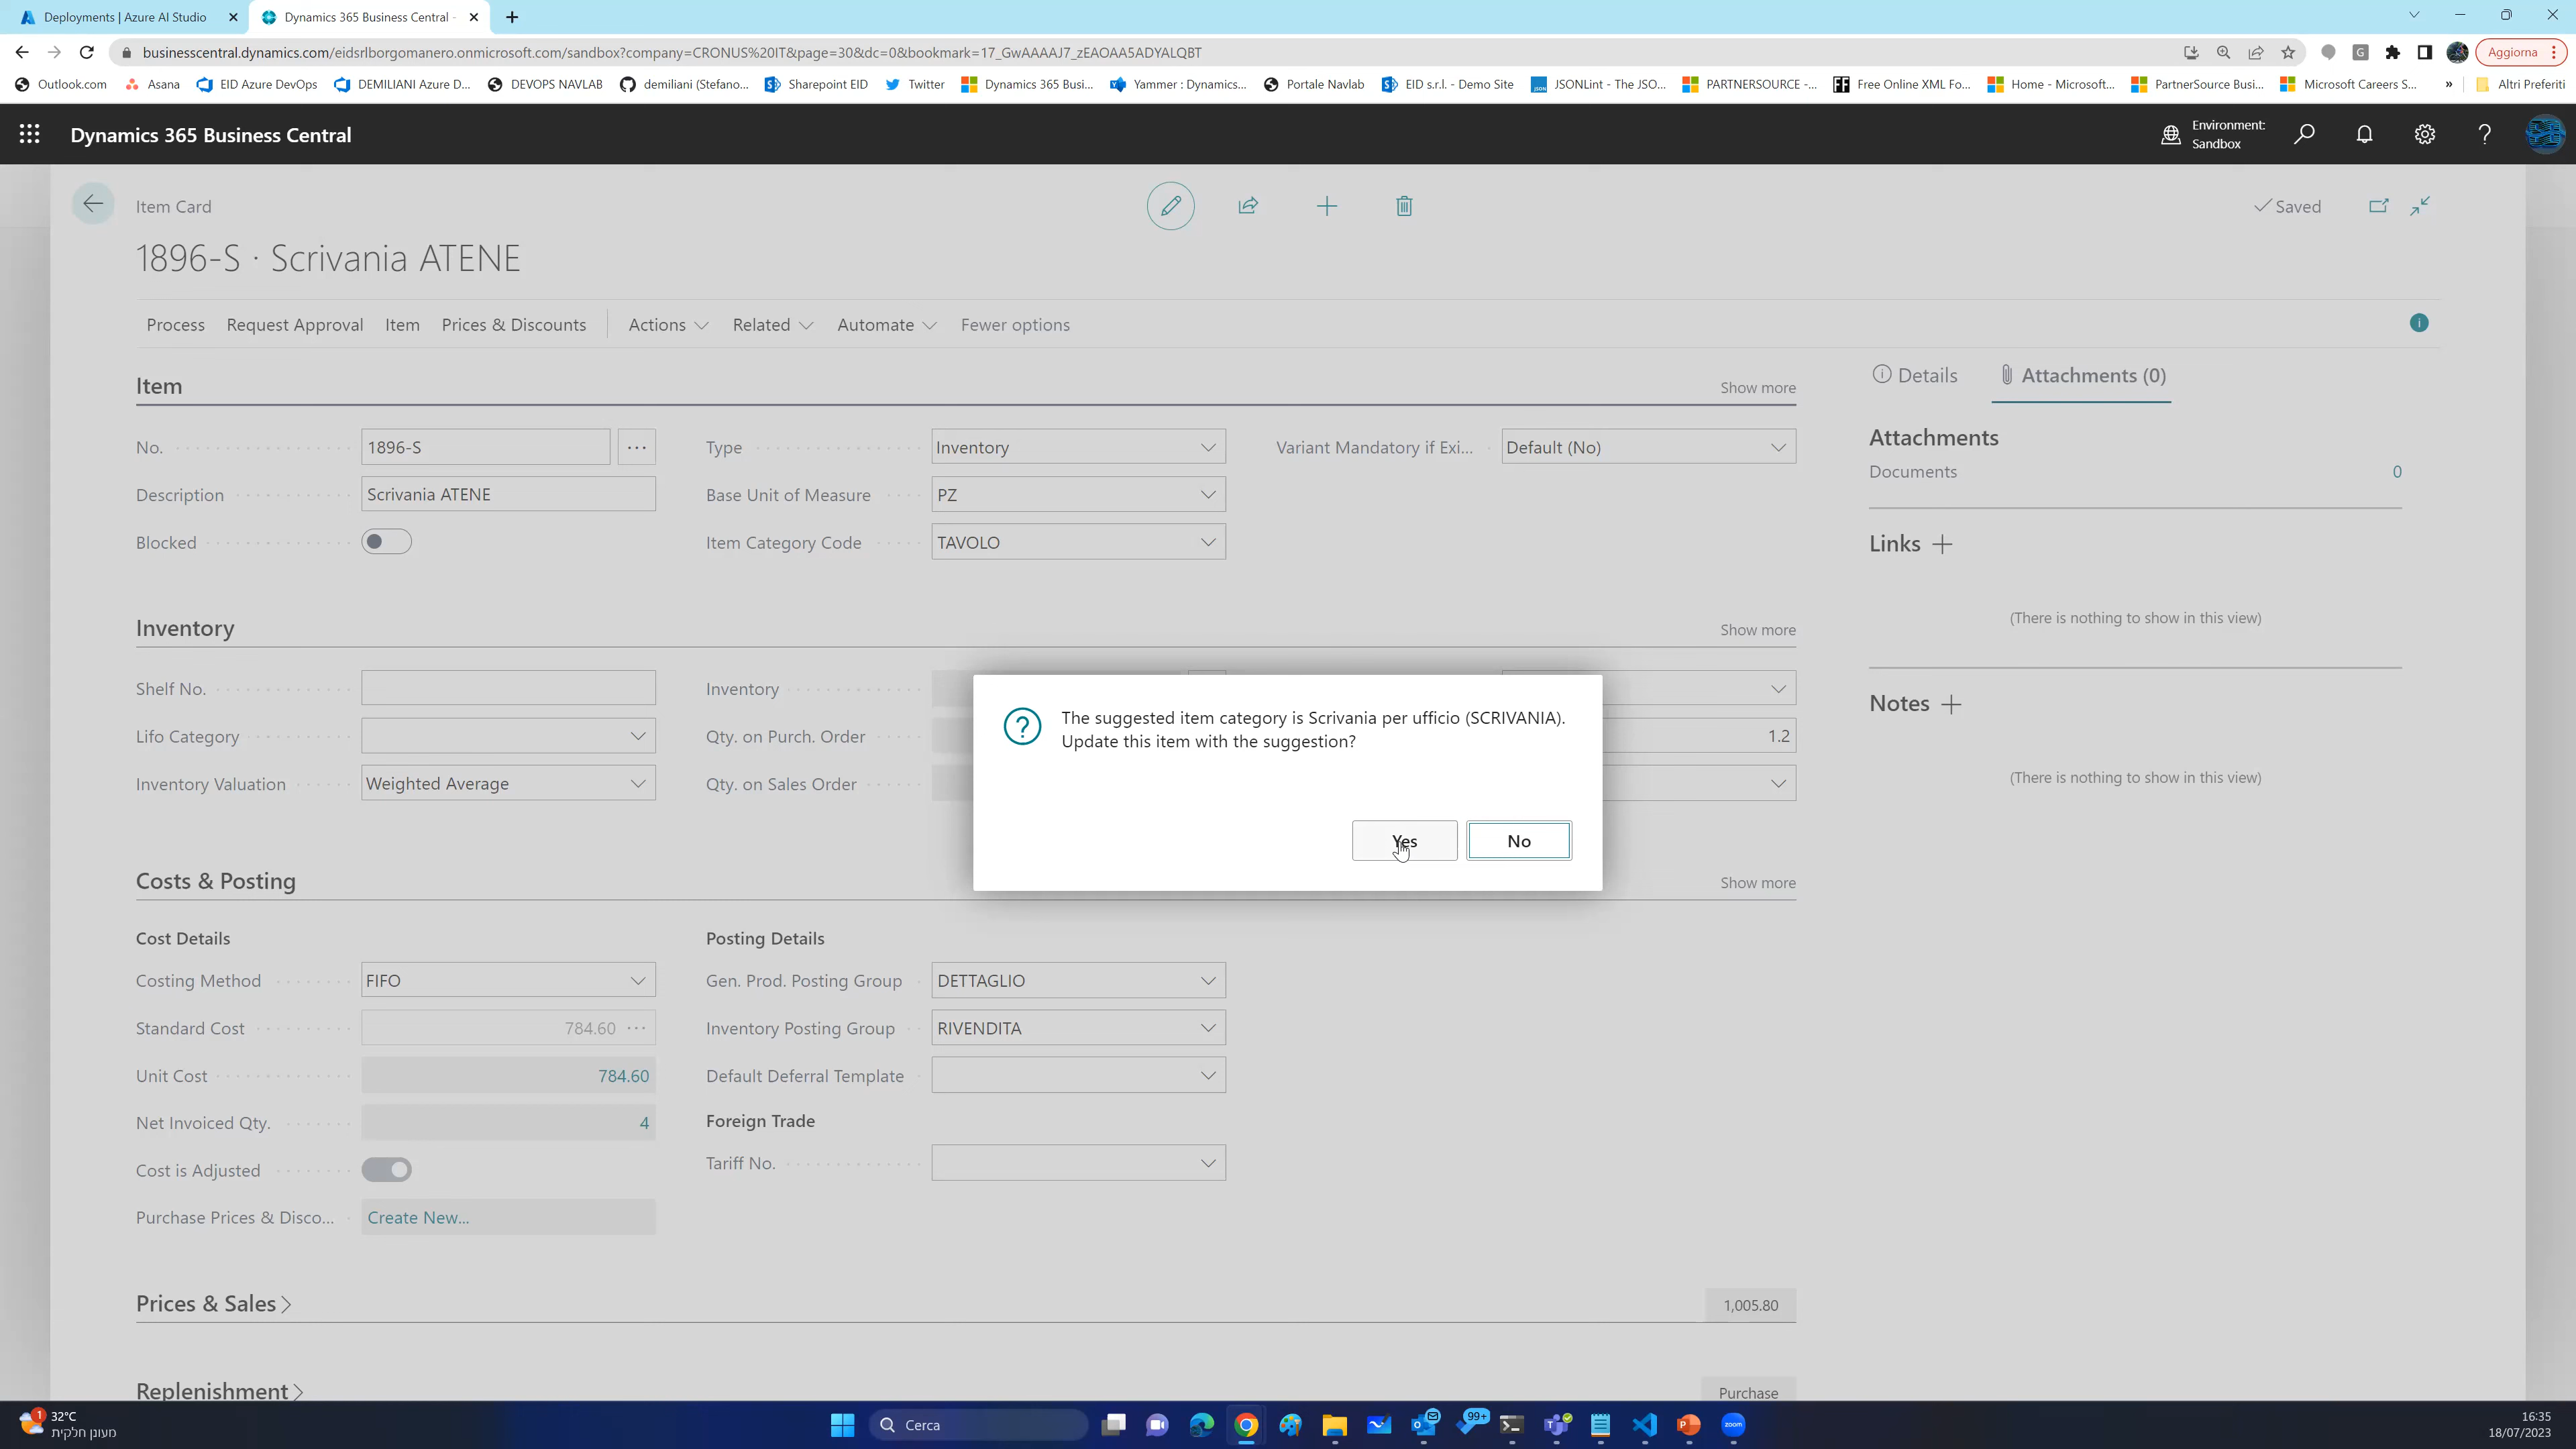 Deployments | Azure AI Studio
Dynamics 365 Business Central -
businesscentral.dynamics.com/eidsrlborgomanero.onmicrosoft.com/sandbox?company=CRONUS%20IT&page=30&dc=0&bookmark=17_GwAAAAJ7_zEAOAA5ADYALQBT
Aggiorna
Outlook.com
Asana
EID Azure DevOps
DEMILIANI Azure D...
DEVOPS NAVLAB
demiliani (Stefano...
Sharepoint EID
Twitter
Dynamics 365 Busi...
Yammer : Dynamics...
Portale Navlab
EID s.r.l. - Demo Site
JSONLint - The JSO...
PARTNERSOURCE -...
Free Online XML Fo...
Home - Microsoft...
PartnerSource Busi...
Microsoft Careers S...
»
Altri Preferiti
Dynamics 365 Business Central
Environment:
Sandbox
Item Card
Saved
1896-S · Scrivania ATENE
Process
Request Approval
Item
Prices & Discounts
Actions
Related
Automate
Fewer options
Item
Show more
No.
1896-S
Type
Inventory
Variant Mandatory if Exi...
Default (No)
Description
Scrivania ATENE
Base Unit of Measure
PZ
Blocked
Item Category Code
TAVOLO
Details
Attachments (0)
Attachments
Documents
0
Links
(There is nothing to show in this view)
Notes
(There is nothing to show in this view)
Inventory
Show more
Shelf No.
Inventory
Lifo Category
Qty. on Purch. Order
1.2
Inventory Valuation
Weighted Average
Qty. on Sales Order
The suggested item category is Scrivania per ufficio (SCRIVANIA).
Update this item with the suggestion?
Yes
No
Costs & Posting
Show more
Cost Details
Posting Details
Costing Method
FIFO
Gen. Prod. Posting Group
DETTAGLIO
Standard Cost
784.60
Inventory Posting Group
RIVENDITA
Unit Cost
784.60
Default Deferral Template
Net Invoiced Qty.
4
Foreign Trade
Cost is Adjusted
Tariff No.
Purchase Prices & Disco...
Create New...
Prices & Sales
1,005.80
Replenishment
Purchase
1
32°C
מעונן חלקית
Cerca
99+
zoom
16:35
18/07/2023